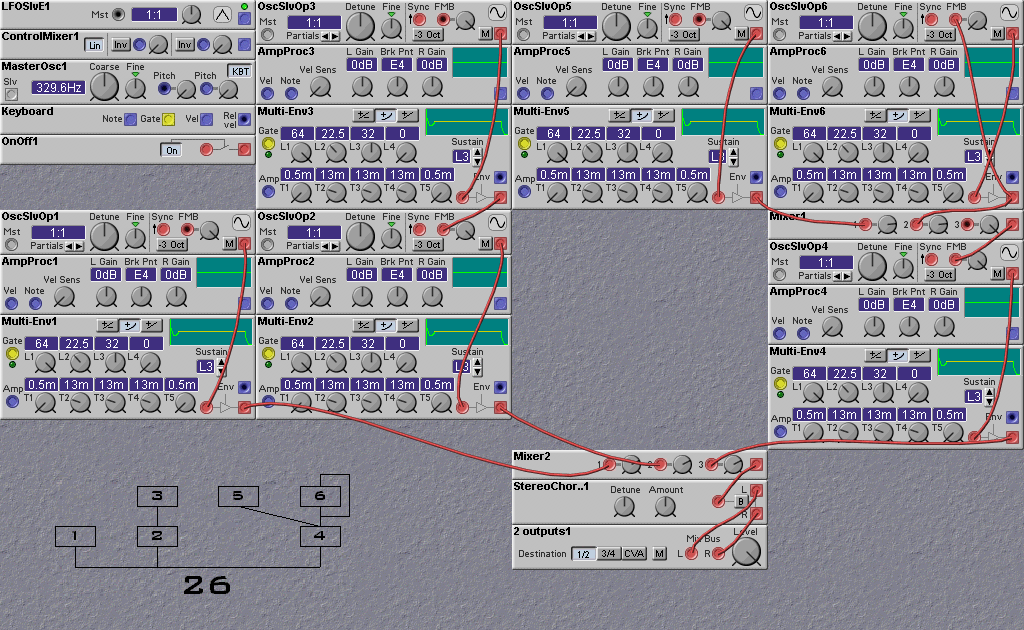 LFOSlvE1
Mst
1:1
ControlMixer1
Lin
Inv
Inv
MasterOsc1
Coarse
Fine
KBT
Slv
329.6Hz
Pitch
Pitch
Keyboard
Note
Gate
Vel
Rel vel
OnOff1
On
OscSlvOp3
Detune
Fine
Sync
FMB
Mst
1:1
Partials
-3 Oct
M
AmpProc3
L Gain
Brk Pnt
R Gain
Vel Sens
0dB
E4
0dB
Vel
Note
Multi-Env3
Gate
64
22.5
32
0
L1
L2
L3
L4
Sustain
L3
Amp
0.5m
13m
13m
13m
0.5m
Env
T1
T2
T3
T4
T5
OscSlvOp5
Detune
Fine
Sync
FMB
Mst
1:1
Partials
-3 Oct
M
AmpProc5
L Gain
Brk Pnt
R Gain
Vel Sens
0dB
E4
0dB
Vel
Note
Multi-Env5
Gate
64
22.5
32
0
L1
L2
L3
L4
Sustain
L3
Amp
0.5m
13m
13m
13m
0.5m
Env
T1
T2
T3
T4
T5
OscSlvOp6
Detune
Fine
Sync
FMB
Mst
1:1
Partials
-3 Oct
M
AmpProc6
L Gain
Brk Pnt
R Gain
Vel Sens
0dB
E4
0dB
Vel
Note
Multi-Env6
Gate
64
22.5
32
0
L1
L2
L3
L4
Sustain
L3
Amp
0.5m
13m
13m
13m
0.5m
Env
T1
T2
T3
T4
T5
Mixer1
1
2
3
OscSlvOp1
Detune
Fine
Sync
FMB
Mst
1:1
Partials
-3 Oct
M
AmpProc1
L Gain
Brk Pnt
R Gain
Vel Sens
0dB
E4
0dB
Vel
Note
Multi-Env1
Gate
64
22.5
32
0
L1
L2
L3
L4
Sustain
L3
Amp
0.5m
13m
13m
13m
0.5m
Env
T1
T2
T3
T4
T5
OscSlvOp2
Detune
Fine
Sync
FMB
Mst
1:1
Partials
-3 Oct
M
AmpProc2
L Gain
Brk Pnt
R Gain
Vel Sens
0dB
E4
0dB
Vel
Note
Multi-Env2
Gate
64
22.5
32
0
L1
L2
L3
L4
Sustain
L3
Amp
0.5m
13m
13m
13m
0.5m
Env
T1
T2
T3
T4
T5
OscSlvOp4
Detune
Fine
Sync
FMB
Mst
1:1
Partials
-3 Oct
M
AmpProc4
L Gain
Brk Pnt
R Gain
Vel Sens
0dB
E4
0dB
Vel
Note
Multi-Env4
Gate
64
22.5
32
0
L1
L2
L3
L4
Sustain
L3
Amp
0.5m
13m
13m
13m
0.5m
Env
T1
T2
T3
T4
T5
Mixer2
1
2
3
StereoChor..1
Detune
Amount
L
B
R
2 outputs1
Mix Bus
Level
Destination
1/2
3/4
CVA
M
L
R
3
5
6
1
2
4
26